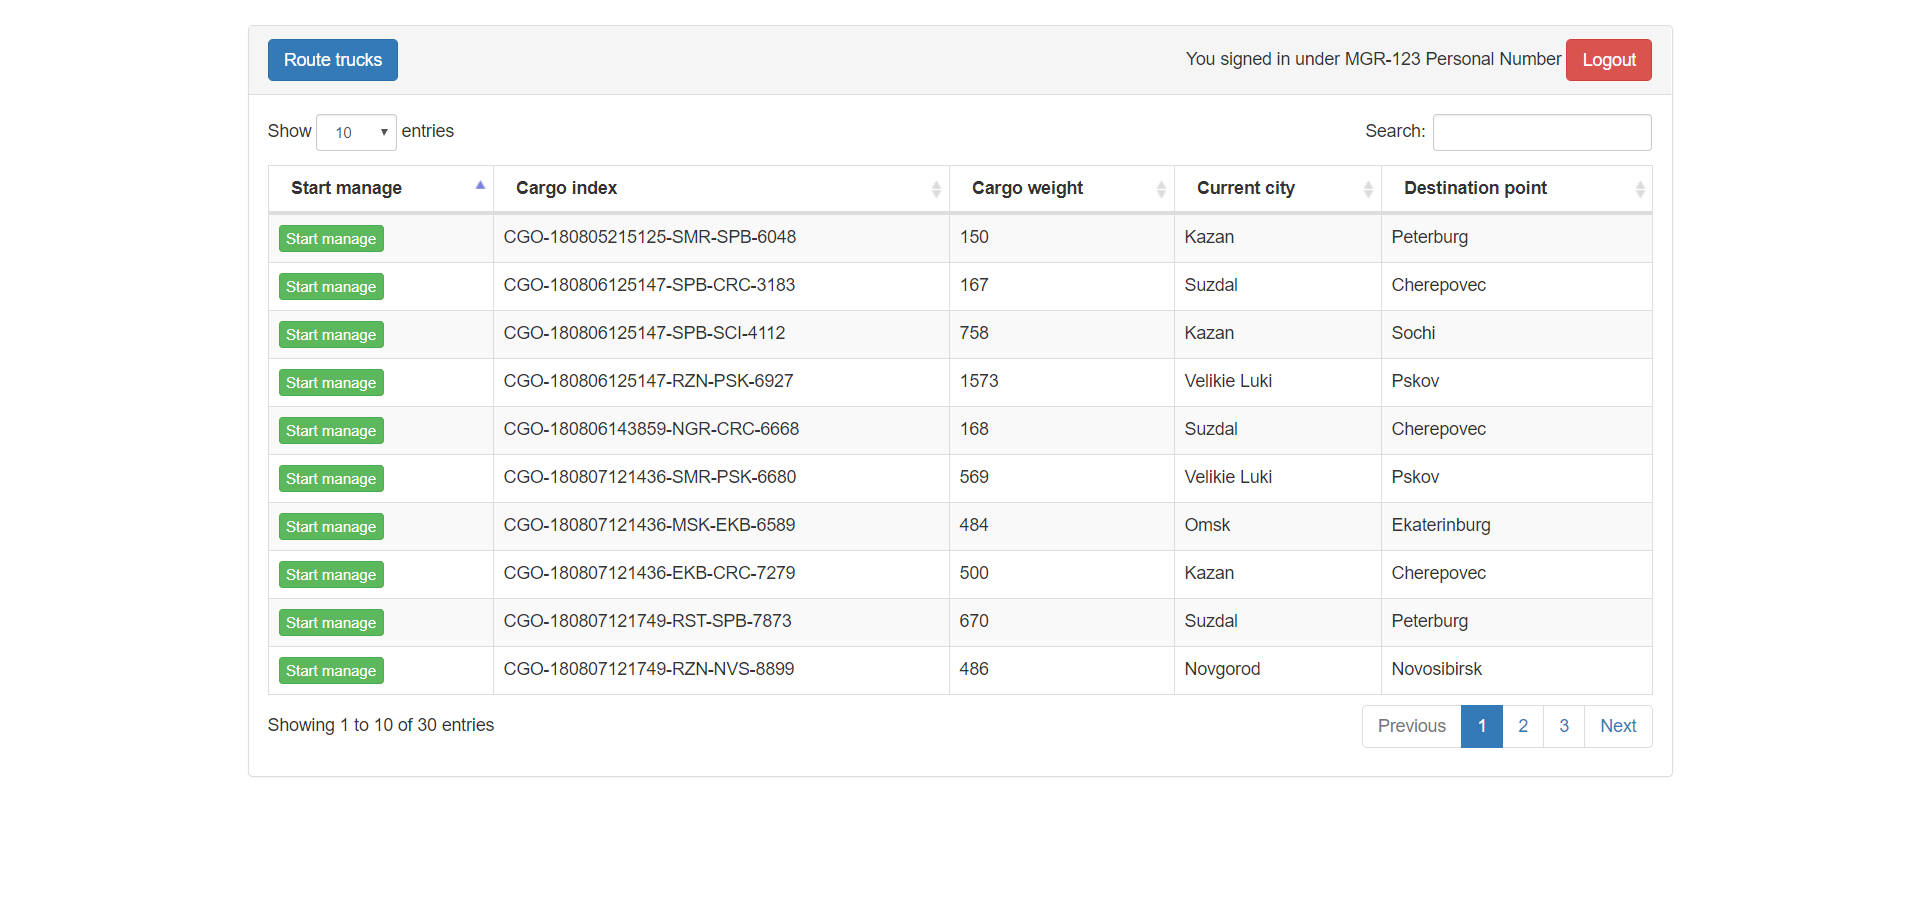 Route trucks You signed in under MGR-123 Personal Number Logout
Show 10 entries Search:
Start manage Cargo index Cargo weight Current city Destination point
Start manage CGO-180805215125-SMR-SPB-6048 150 Kazan Peterburg
Start manage CGO-180806125147-SPB-CRC-3183 167 Suzdal Cherepovec
Start manage CGO-180806125147-SPB-SCI-4112 758 Kazan Sochi
Start manage CGO-180806125147-RZN-PSK-6927 1573 Velikie Luki Pskov
Start manage CGO-180806143859-NGR-CRC-6668 168 Suzdal Cherepovec
Start manage CGO-180807121436-SMR-PSK-6680 569 Velikie Luki Pskov
Start manage CGO-180807121436-MSK-EKB-6589 484 Omsk Ekaterinburg
Start manage CGO-180807121436-EKB-CRC-7279 500 Kazan Cherepovec
Start manage CGO-180807121749-RST-SPB-7873 670 Suzdal Peterburg
Start manage CGO-180807121749-RZN-NVS-8899 486 Novgorod Novosibirsk
Showing 1 to 10 of 30 entries Previous 1 2 3 Next